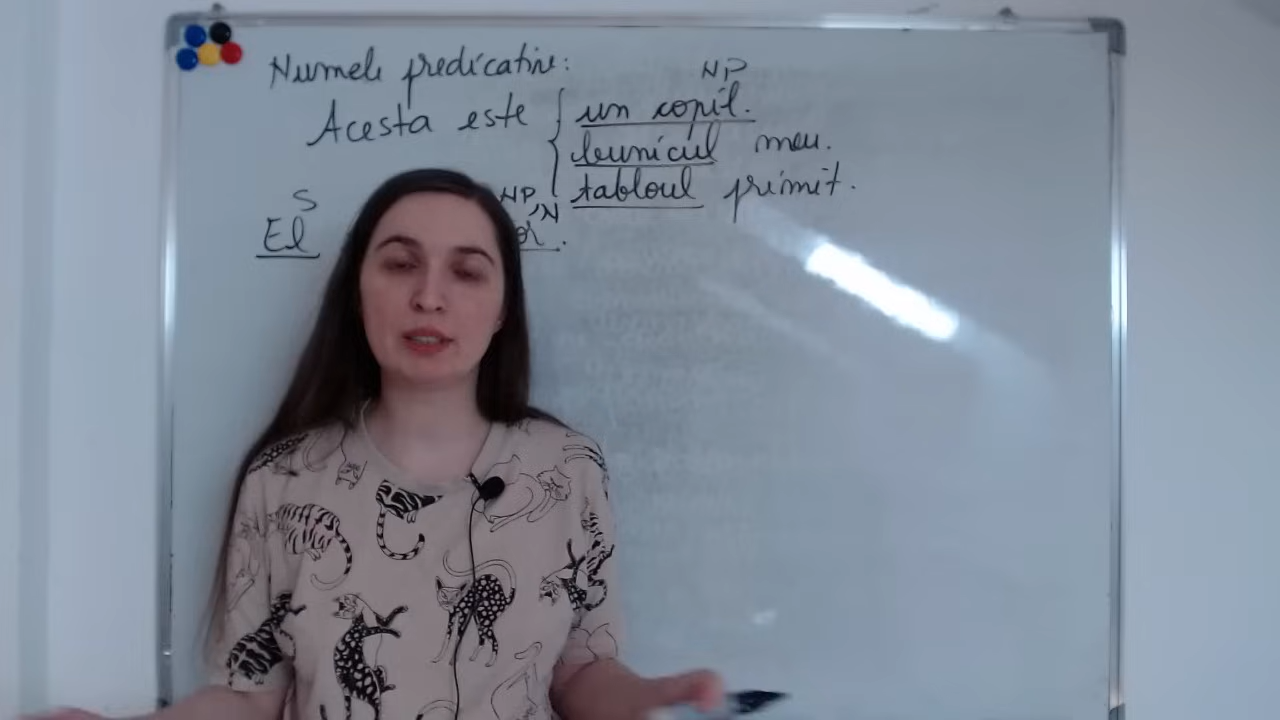 Numele predicativ:
NP
Acesta este { un copil.
bunicul meu.
tabloul primit.
S NP, N
El